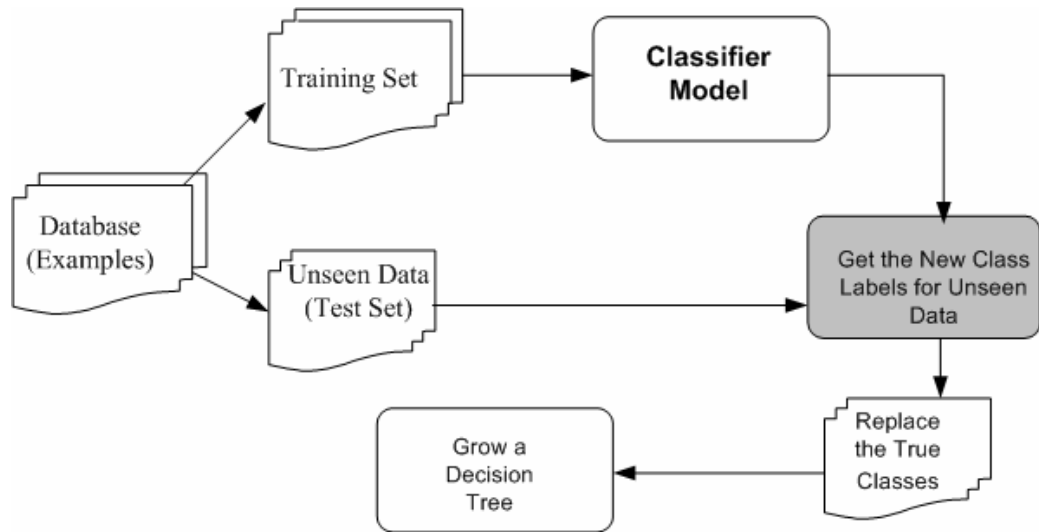 Training Set
Classifier
Model
Database
(Examples)
Unseen Data
(Test Set)
Get the New Class
Labels for Unseen
Data
Replace
the True
Classes
Grow a
Decision
Tree